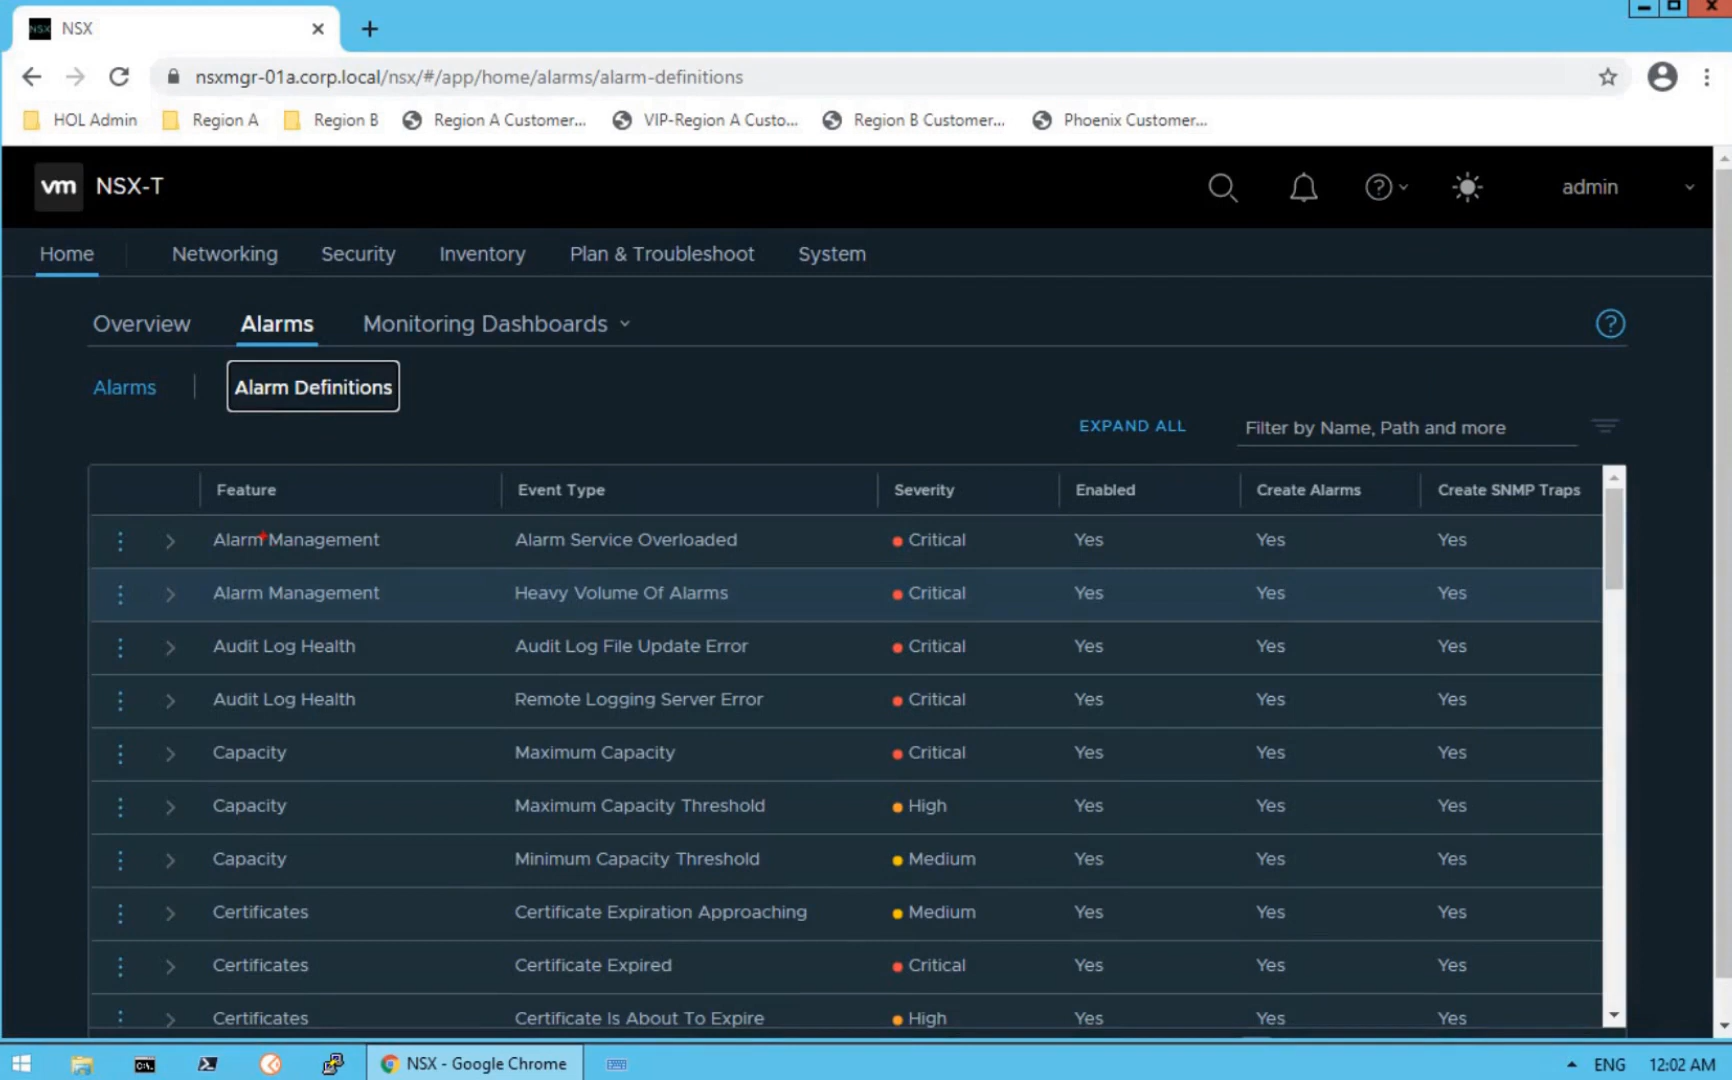 NSX
nsxmgr-01a.corp.local/nsx/#/app/home/alarms/alarm-definitions
HOL Admin Region A Region B Region A Customer... VIP-Region A Custo... Region B Customer... Phoenix Customer...
vm NSX-T admin
Home Networking Security Inventory Plan & Troubleshoot System
Overview Alarms Monitoring Dashboards
Alarms Alarm Definitions
EXPAND ALL Filter by Name, Path and more
Feature Event Type Severity Enabled Create Alarms Create SNMP Traps
Alarm Management Alarm Service Overloaded Critical Yes Yes Yes
Alarm Management Heavy Volume Of Alarms Critical Yes Yes Yes
Audit Log Health Audit Log File Update Error Critical Yes Yes Yes
Audit Log Health Remote Logging Server Error Critical Yes Yes Yes
Capacity Maximum Capacity Critical Yes Yes Yes
Capacity Maximum Capacity Threshold High Yes Yes Yes
Capacity Minimum Capacity Threshold Medium Yes Yes Yes
Certificates Certificate Expiration Approaching Medium Yes Yes Yes
Certificates Certificate Expired Critical Yes Yes Yes
Certificates Certificate Is About To Expire High Yes Yes Yes
NSX - Google Chrome ENG 12:02 AM